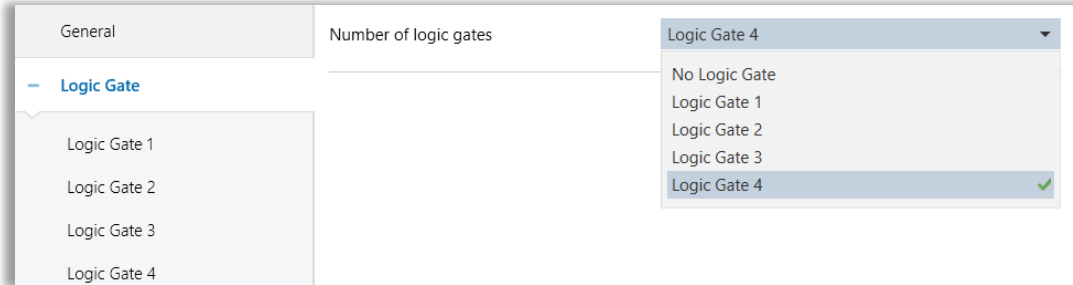 General
Logic Gate
Logic Gate 1
Logic Gate 2
Logic Gate 3
Logic Gate 4
Number of logic gates
Logic Gate 4
No Logic Gate
Logic Gate 1
Logic Gate 2
Logic Gate 3
Logic Gate 4